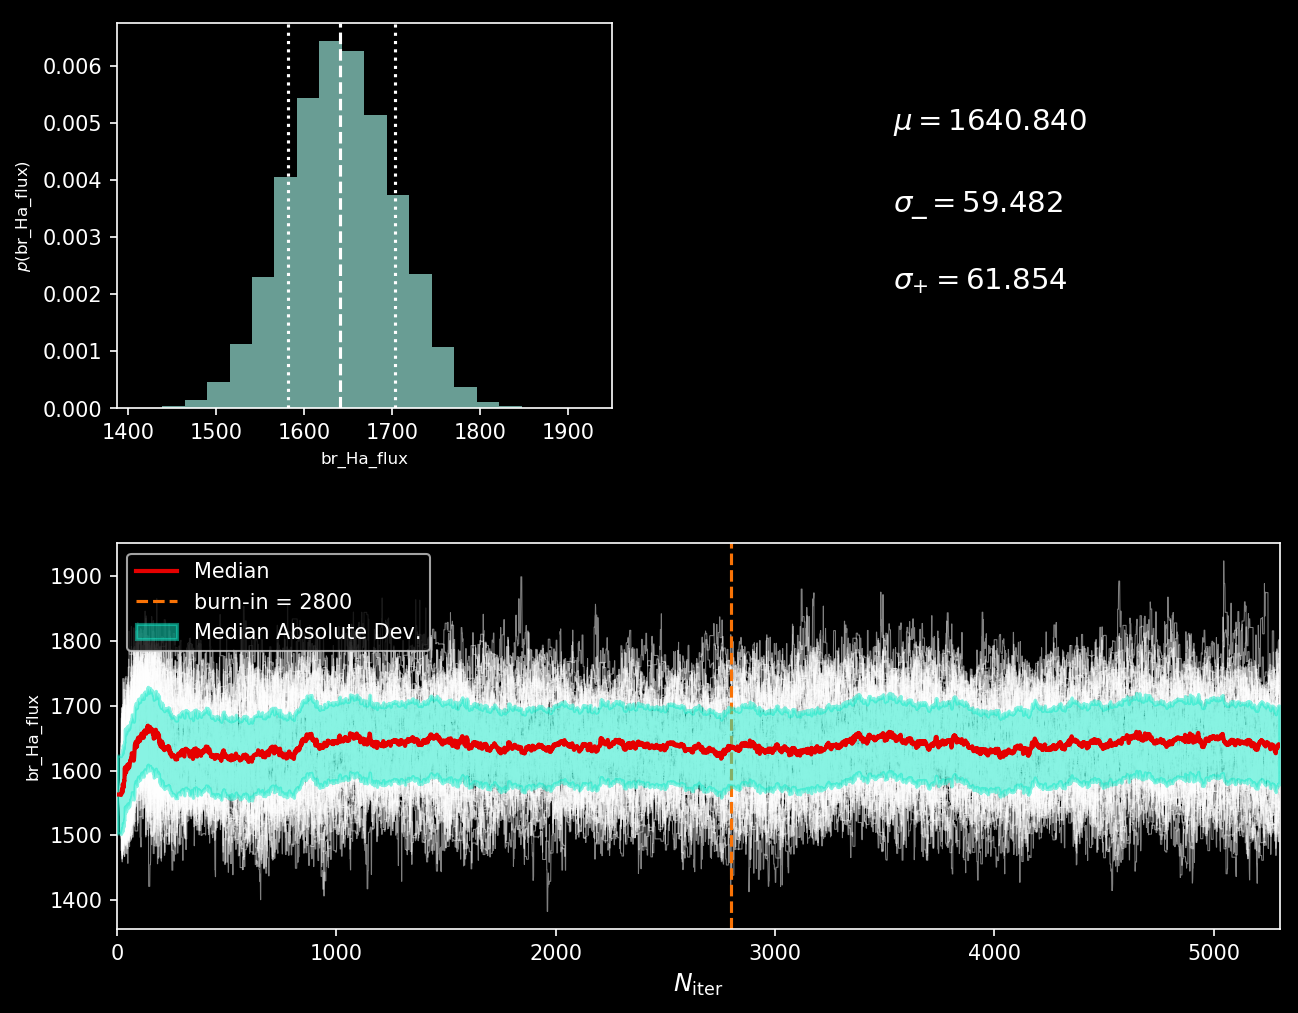 0.006
0.005
0.004
0.003
0.002
0.001
0.000
p(br_Ha_flux)
1400 1500 1600 1700 1800 1900
br_Ha_flux
μ = 1640.840
σ_− = 59.482
σ_+ = 61.854
1900
1800
1700
1600
1500
1400
br_Ha_flux
Median
burn-in = 2800
Median Absolute Dev.
0 1000 2000 3000 4000 5000
N_iter